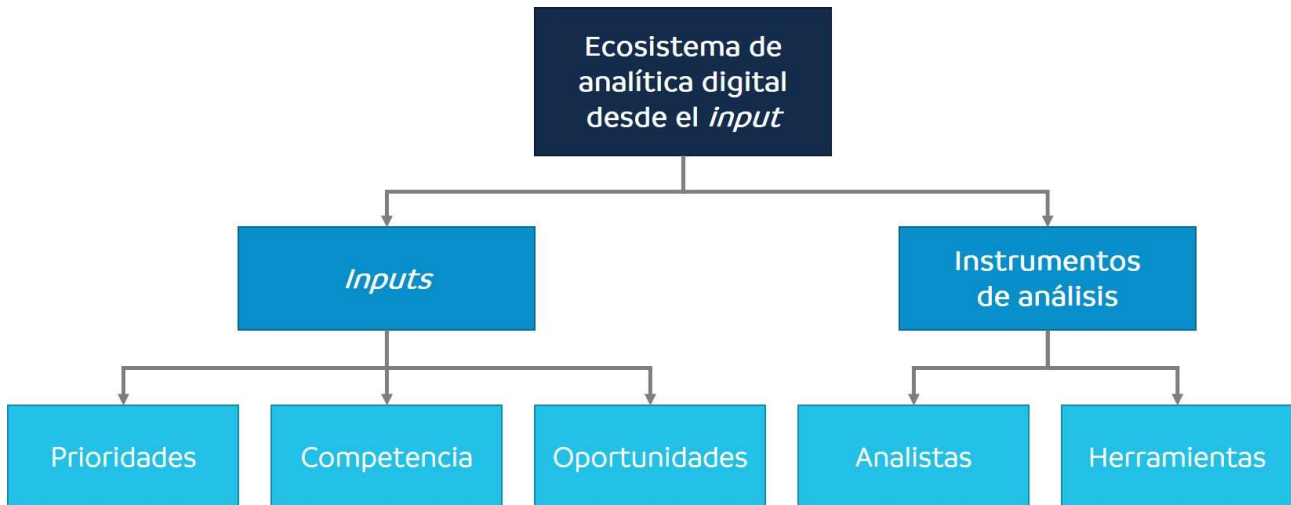 Ecosistema de
analítica digital
desde el input
Inputs
Instrumentos
de análisis
Prioridades
Competencia
Oportunidades
Analistas
Herramientas